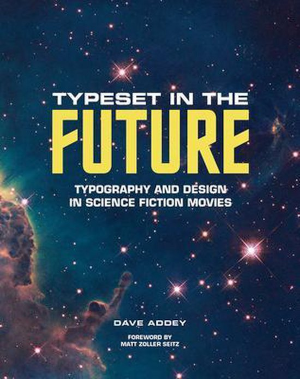 TYPESET IN THE
FUTURE
TYPOGRAPHY AND DESIGN
IN SCIENCE FICTION MOVIES
DAVE ADDEY
FOREWORD BY
MATT ZOLLER SEITZ